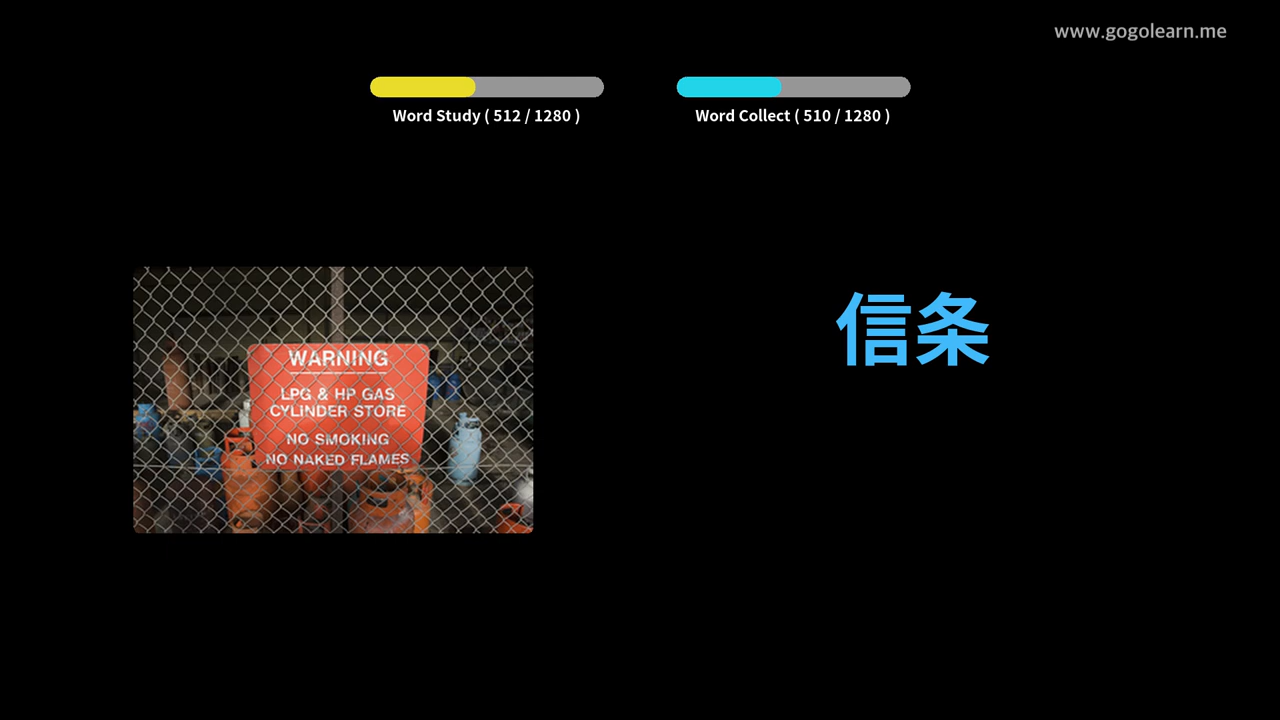 www.gogolearn.me
Word Study ( 512 / 1280 )
Word Collect ( 510 / 1280 )
WARNING
LPG & HP GAS
CYLINDER STORE
NO SMOKING
NO NAKED FLAMES
信条